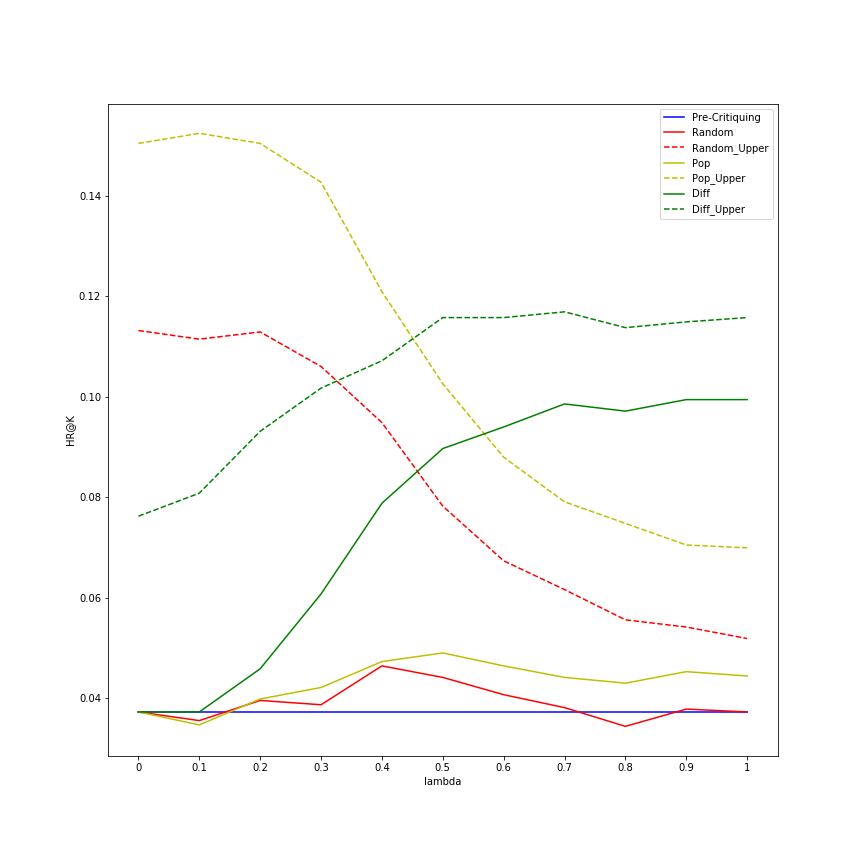 Pre-Critiquing
Random
Random_Upper
Pop
Pop_Upper
Diff
Diff_Upper
0.14
0.12
0.10
0.08
0.06
0.04
HR@K
0 0.1 0.2 0.3 0.4 0.5 0.6 0.7 0.8 0.9 1
lambda